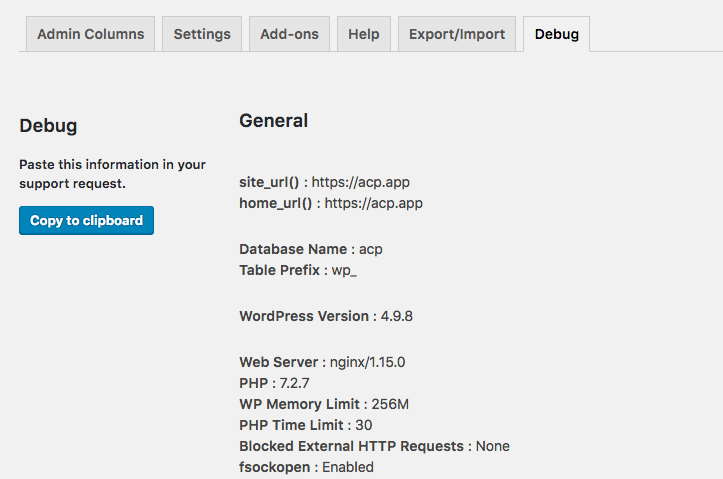 Admin Columns
Settings
Add-ons
Help
Export/Import
Debug
Debug
Paste this information in your
support request.
Copy to clipboard
General
site_url() : https://acp.app
home_url() : https://acp.app
Database Name : acp
Table Prefix : wp_
WordPress Version : 4.9.8
Web Server : nginx/1.15.0
PHP : 7.2.7
WP Memory Limit : 256M
PHP Time Limit : 30
Blocked External HTTP Requests : None
fsockopen : Enabled